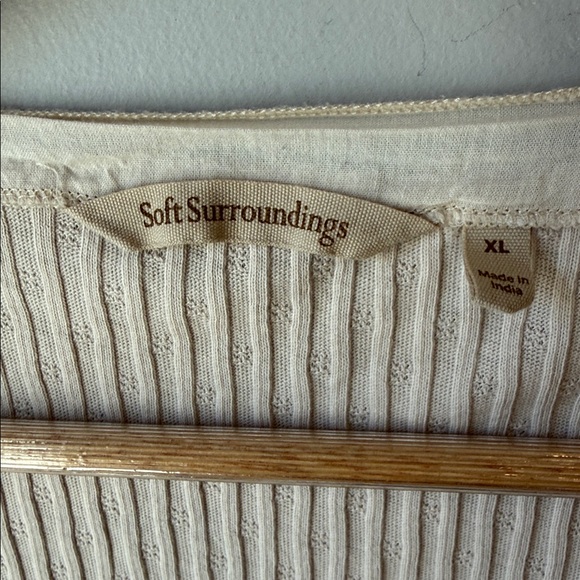 Soft Surroundings
XL
Made in
India